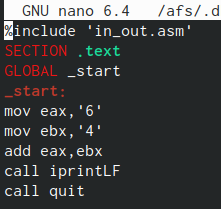 GNU nano 6.4 /afs/.d
%include 'in_out.asm'
SECTION .text
GLOBAL _start
_start:
mov eax,'6'
mov ebx,'4'
add eax,ebx
call iprintLF
call quit